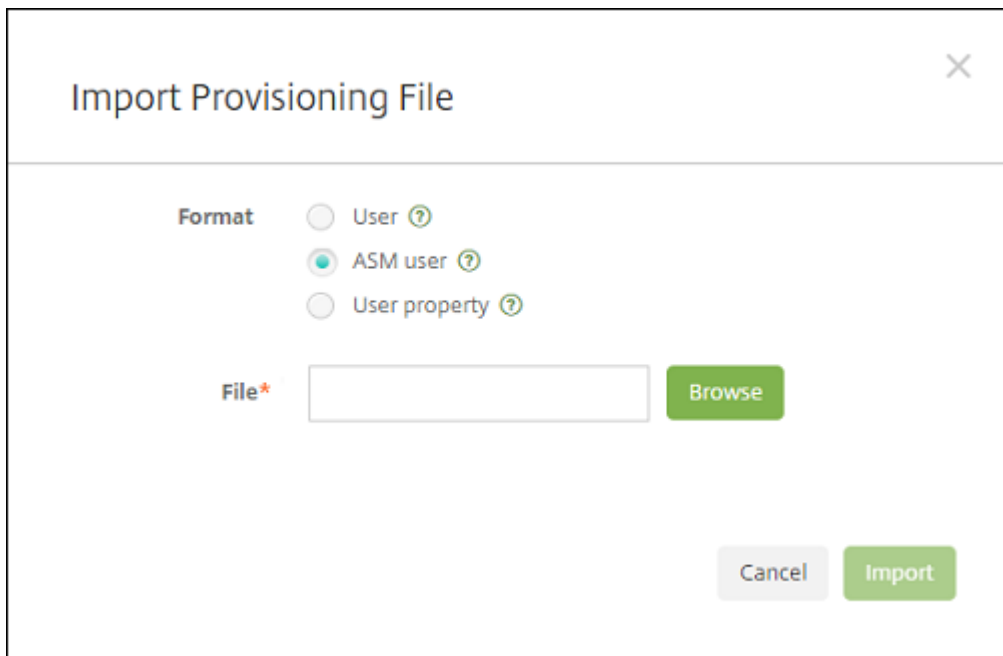 Import Provisioning File
Format
User ?
ASM user ?
User property ?
File*
Browse
Cancel
Import